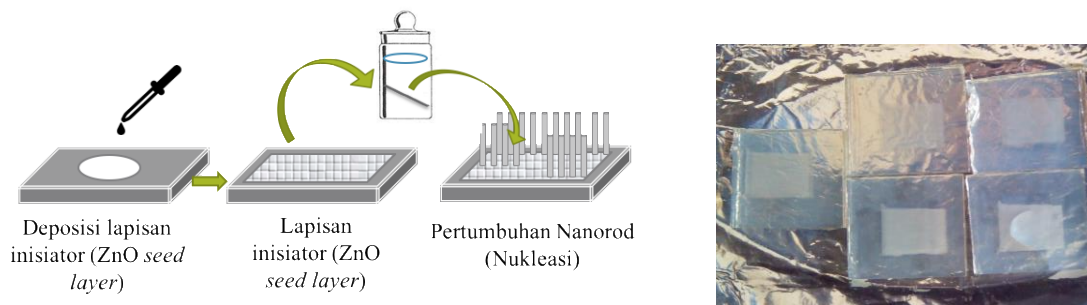 Deposisi lapisan
inisiator (ZnO seed
layer)
Lapisan
inisiator (ZnO
seed layer)
Pertumbuhan Nanorod
(Nukleasi)